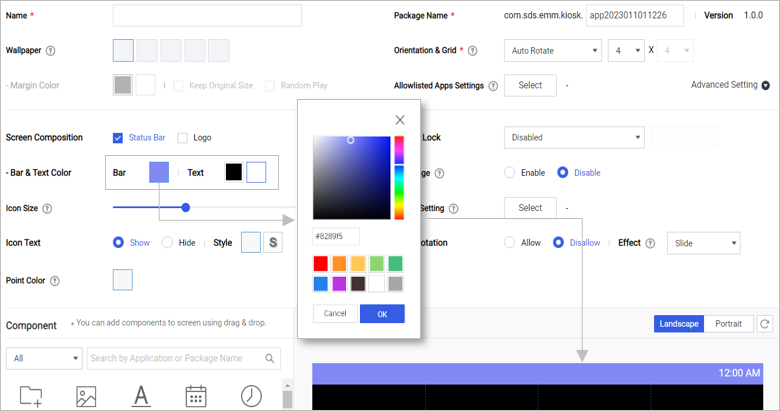 Name *
Package Name * com.sds.emm.kiosk. app2023011011226 Version 1.0.0
Wallpaper ?
Orientation & Grid * ? Auto Rotate 4 X 4
- Margin Color Keep Original Size Random Play
Allowlisted Apps Settings ? Select - Advanced Setting
Screen Composition Status Bar Logo
Lock Disabled
- Bar & Text Color Bar Text
? Enable Disable
Icon Size ?
Setting ? Select -
Icon Text Show Hide Style S
Allow Disallow Effect ? Slide
Point Color ?
#8289f5
Cancel OK
Component * You can add components to screen using drag & drop.
Landscape Portrait
All Search by Application or Package Name
12:00 AM
A